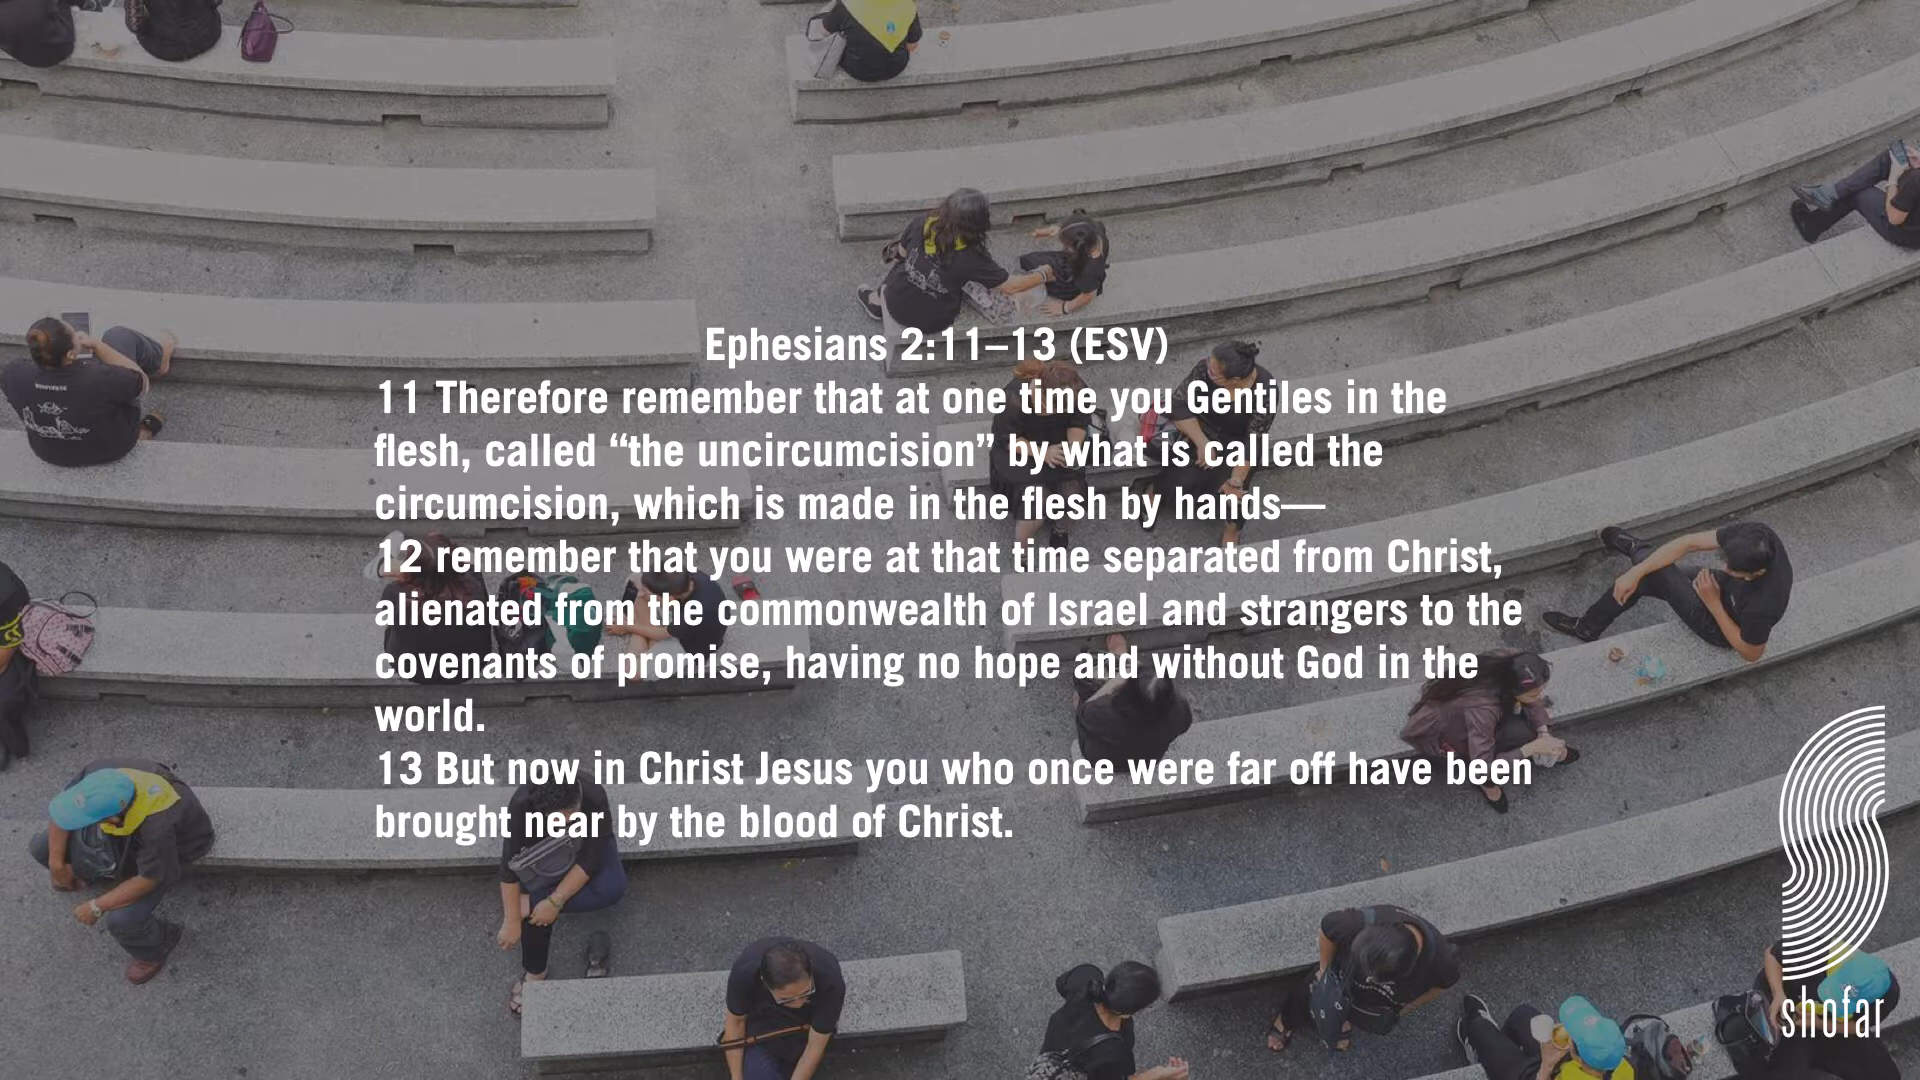 Ephesians 2:11–13 (ESV)
11 Therefore remember that at one time you Gentiles in the
flesh, called “the uncircumcision” by what is called the
circumcision, which is made in the flesh by hands—
12 remember that you were at that time separated from Christ,
alienated from the commonwealth of Israel and strangers to the
covenants of promise, having no hope and without God in the
world.
13 But now in Christ Jesus you who once were far off have been
brought near by the blood of Christ.
shofar